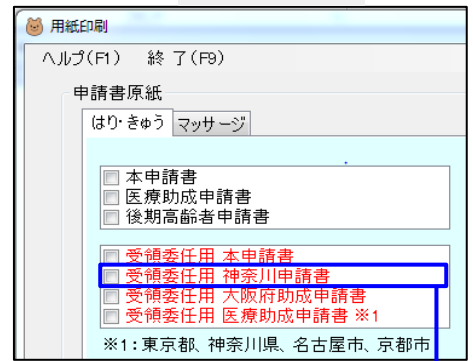 用紙印刷
ヘルプ(F1) 終了(F9)
申請書原紙
はり・きゅう マッサージ
本申請書
医療助成申請書
後期高齢者申請書
受領委任用 本申請書
受領委任用 神奈川申請書
受領委任用 大阪府助成申請書
受領委任用 医療助成申請書 ※1
※1:東京都、神奈川県、名古屋市、京都市